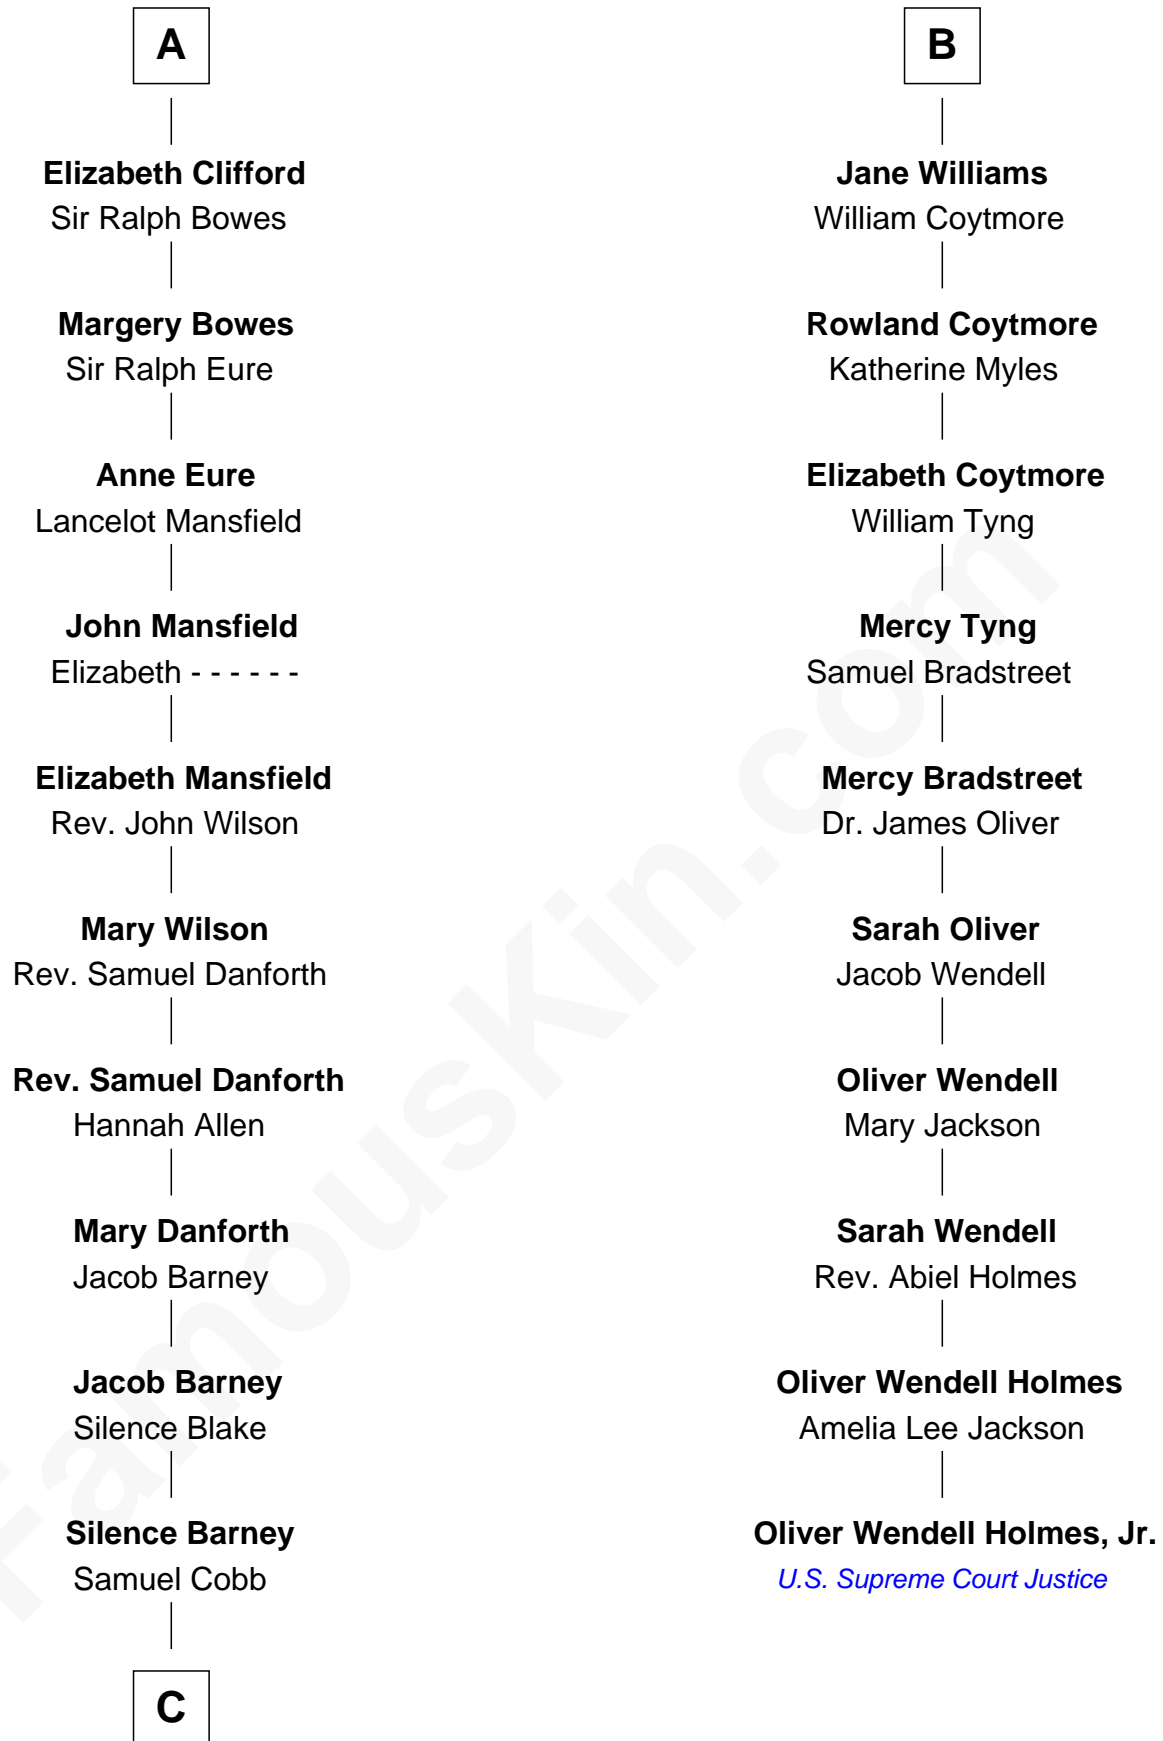 A
Elizabeth Clifford
Sir Ralph Bowes
Margery Bowes
Sir Ralph Eure
Anne Eure
Lancelot Mansfield
John Mansfield
Elizabeth - - - - - -
Elizabeth Mansfield
Rev. John Wilson
Mary Wilson
Rev. Samuel Danforth
Rev. Samuel Danforth
Hannah Allen
Mary Danforth
Jacob Barney
Jacob Barney
Silence Blake
Silence Barney
Samuel Cobb
C
B
Jane Williams
William Coytmore
Rowland Coytmore
Katherine Myles
Elizabeth Coytmore
William Tyng
Mercy Tyng
Samuel Bradstreet
Mercy Bradstreet
Dr. James Oliver
Sarah Oliver
Jacob Wendell
Oliver Wendell
Mary Jackson
Sarah Wendell
Rev. Abiel Holmes
Oliver Wendell Holmes
Amelia Lee Jackson
Oliver Wendell Holmes, Jr.
U.S. Supreme Court Justice
FamousKin.com